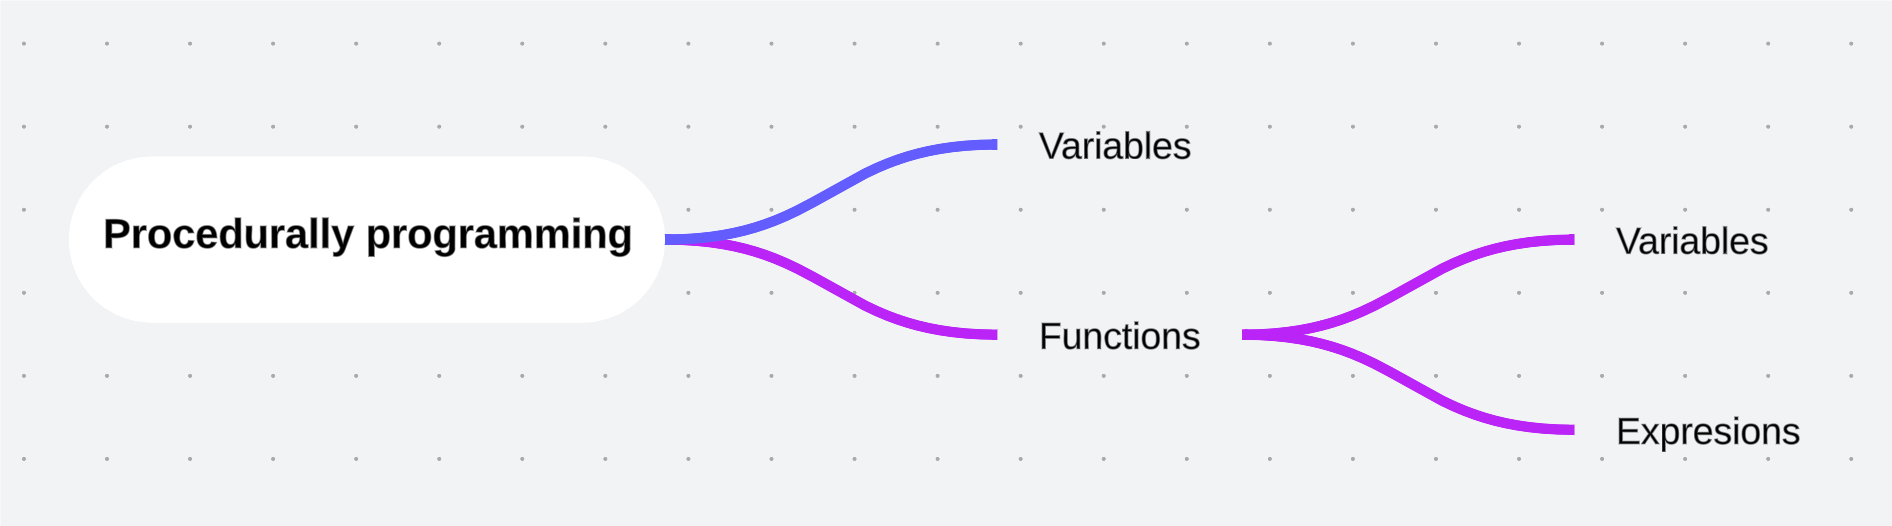 Procedurally programming
Variables
Functions
Variables
Expresions